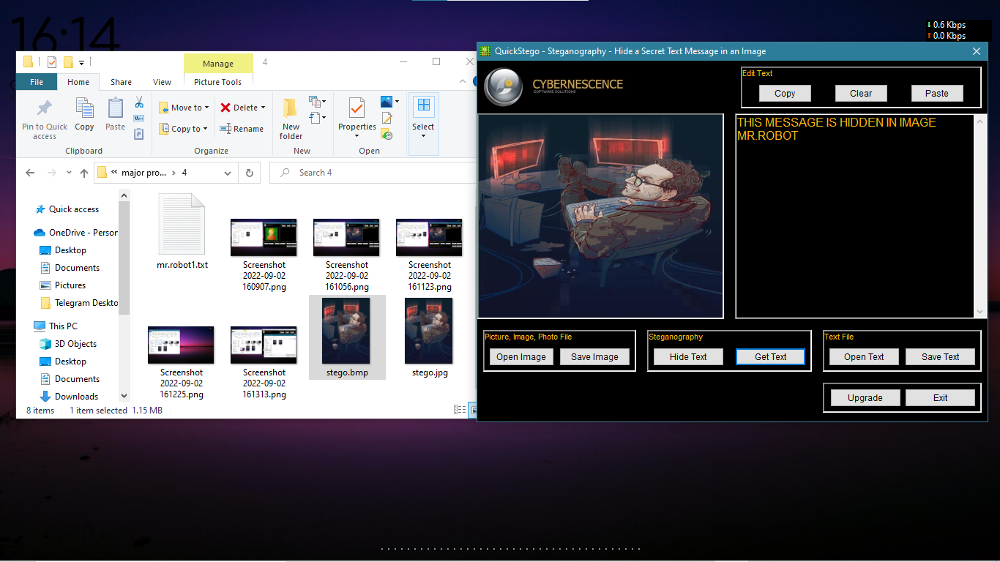 16:14
0.6 Kbps
0.0 Kbps
Manage
4
File
Home
Share
View
Picture Tools
Pin to Quick
access
Copy
Paste
Move to
Copy to
Delete
Rename
New
folder
Properties
Select
Clipboard
Organize
New
Open
major pro...
4
Search 4
Quick access
OneDrive - Person
Desktop
Documents
Pictures
Telegram Deskto
This PC
3D Objects
Desktop
Documents
Downloads
mr.robot1.txt
Screenshot
2022-09-02
160907.png
Screenshot
2022-09-02
161056.png
Screenshot
2022-09-02
161123.png
Screenshot
2022-09-02
161225.png
Screenshot
2022-09-02
161313.png
stego.bmp
stego.jpg
8 items
1 item selected 1.15 MB
QuickStego - Steganography - Hide a Secret Text Message in an Image
CYBERNESCENCE
SOFTWARE SOLUTIONS
Edit Text
Copy
Clear
Paste
THIS MESSAGE IS HIDDEN IN IMAGE
MR.ROBOT
Picture, Image, Photo File
Open Image
Save Image
Steganography
Hide Text
Get Text
Text File
Open Text
Save Text
Upgrade
Exit